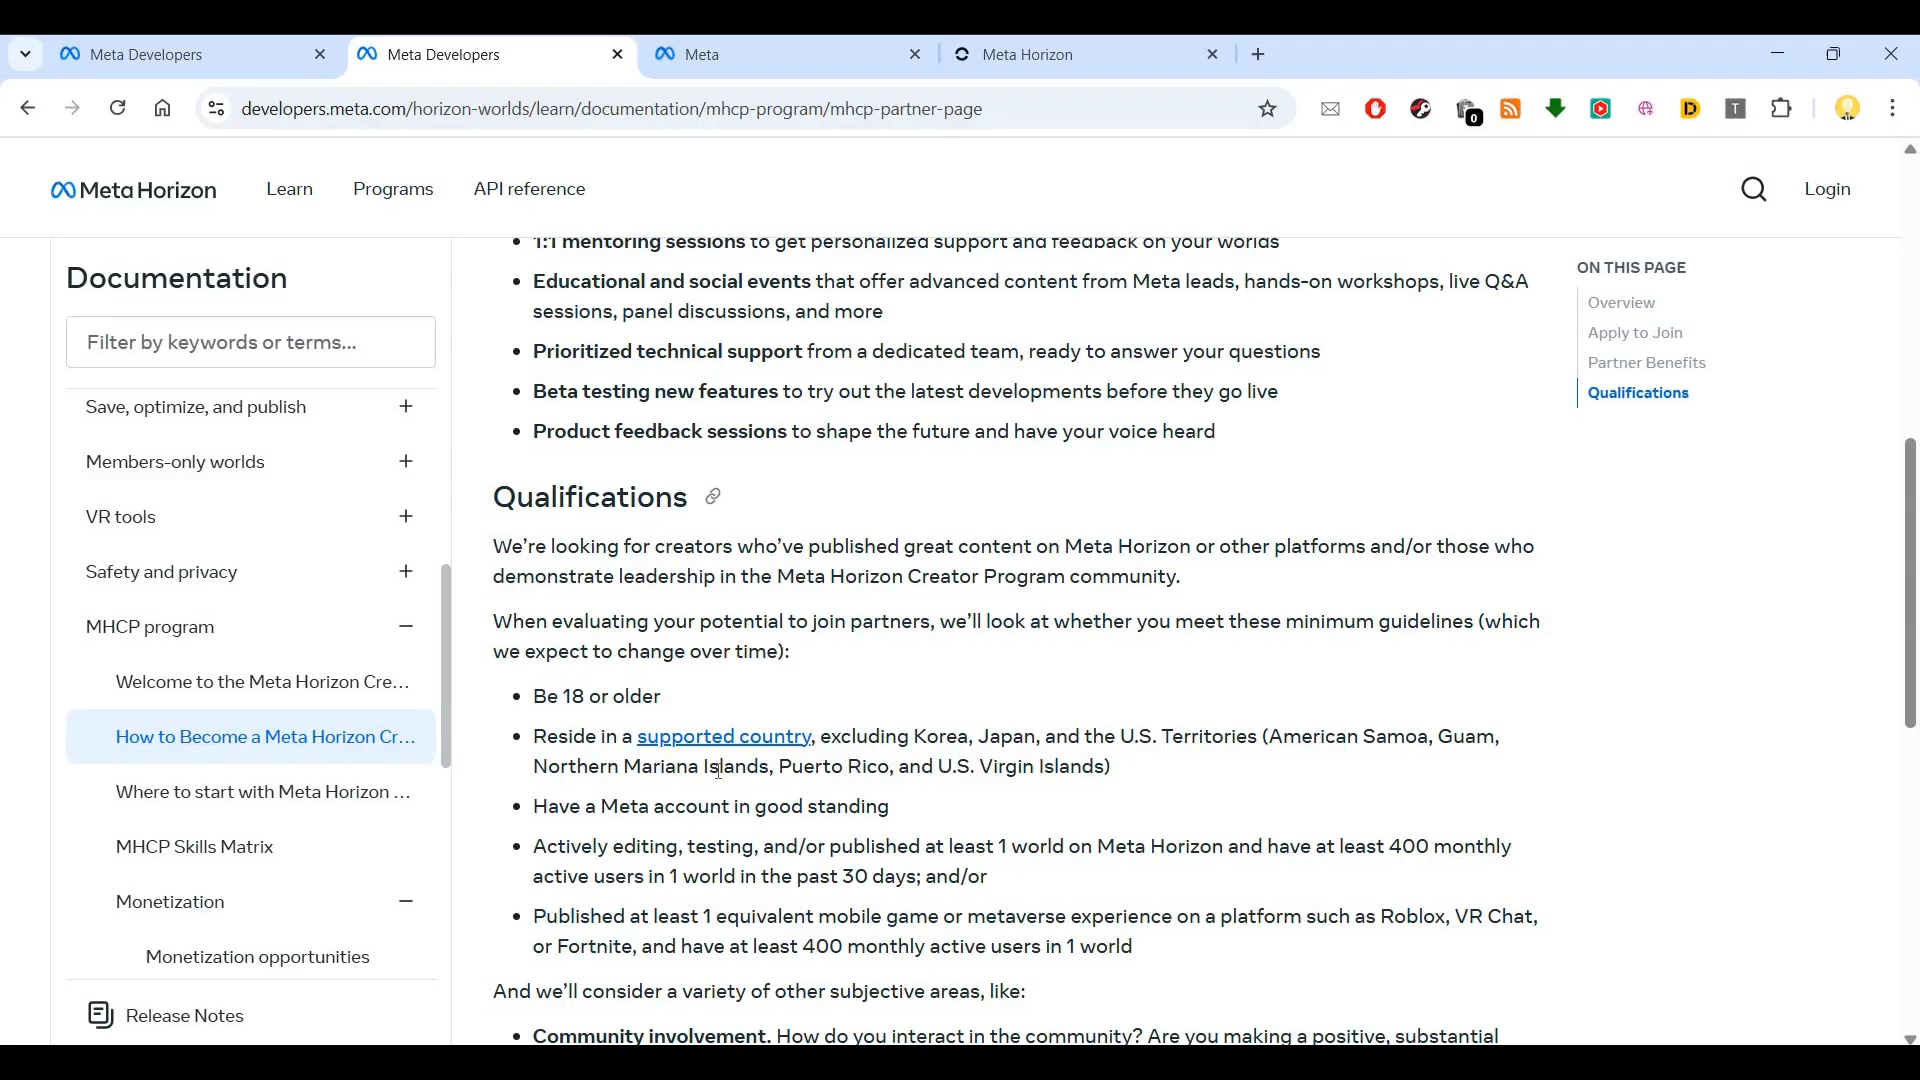 Meta Developers
Meta Developers
Meta
Meta Horizon
developers.meta.com/horizon-worlds/learn/documentation/mhcp-program/mhcp-partner-page
0
D
T
Meta Horizon
Learn
Programs
API reference
Login
Documentation
Filter by keywords or terms...
Save, optimize, and publish
Members-only worlds
VR tools
Safety and privacy
MHCP program
Welcome to the Meta Horizon Cre...
How to Become a Meta Horizon Cr...
Where to start with Meta Horizon ...
MHCP Skills Matrix
Monetization
Monetization opportunities
Release Notes
1:1 mentoring sessions to get personalized support and feedback on your worlds
Educational and social events that offer advanced content from Meta leads, hands-on workshops, live Q&A
sessions, panel discussions, and more
Prioritized technical support from a dedicated team, ready to answer your questions
Beta testing new features to try out the latest developments before they go live
Product feedback sessions to shape the future and have your voice heard
Qualifications
We’re looking for creators who’ve published great content on Meta Horizon or other platforms and/or those who
demonstrate leadership in the Meta Horizon Creator Program community.
When evaluating your potential to join partners, we’ll look at whether you meet these minimum guidelines (which
we expect to change over time):
Be 18 or older
Reside in a supported country, excluding Korea, Japan, and the U.S. Territories (American Samoa, Guam,
Northern Mariana Islands, Puerto Rico, and U.S. Virgin Islands)
Have a Meta account in good standing
Actively editing, testing, and/or published at least 1 world on Meta Horizon and have at least 400 monthly
active users in 1 world in the past 30 days; and/or
Published at least 1 equivalent mobile game or metaverse experience on a platform such as Roblox, VR Chat,
or Fortnite, and have at least 400 monthly active users in 1 world
And we’ll consider a variety of other subjective areas, like:
Community involvement. How do you interact in the community? Are you making a positive, substantial
ON THIS PAGE
Overview
Apply to Join
Partner Benefits
Qualifications